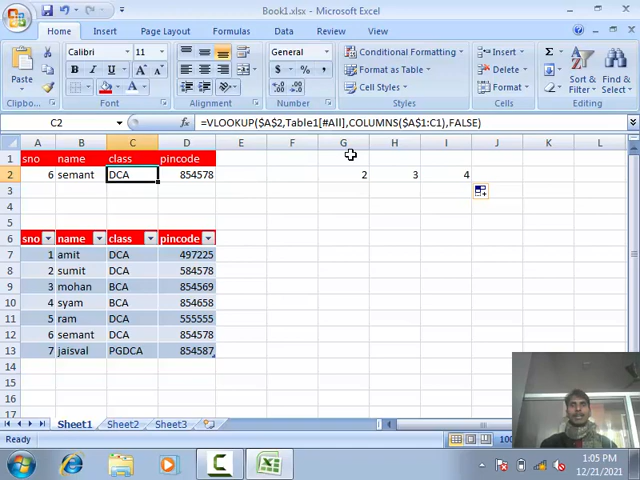 Book1.xlsx - Microsoft Excel
Home Insert Page Layout Formulas Data Review View
Paste Calibri 11 General Conditional Formatting Insert Σ
B I U A A $ % , Format as Table Delete Sort & Filter Find & Select
Cell Styles Format
Clipboard Font Alignment Number Styles Cells Editing
C2 =VLOOKUP($A$2,Table1[#All],COLUMNS($A$1:C1),FALSE)
A B C D E F G H I J K L
1 sno name class pincode
2 6 semant DCA 854578 2 3 4
3
4
5
6 sno name class pincode
7 1 amit DCA 497225
8 2 sumit DCA 584578
9 3 mohan BCA 854569
10 4 syam BCA 854658
11 5 ram DCA 555555
12 6 semant DCA 854578
13 7 jaisval PGDCA 854587
14
15
16
17
Sheet1 Sheet2 Sheet3
Ready 100
1:05 PM
12/21/2021